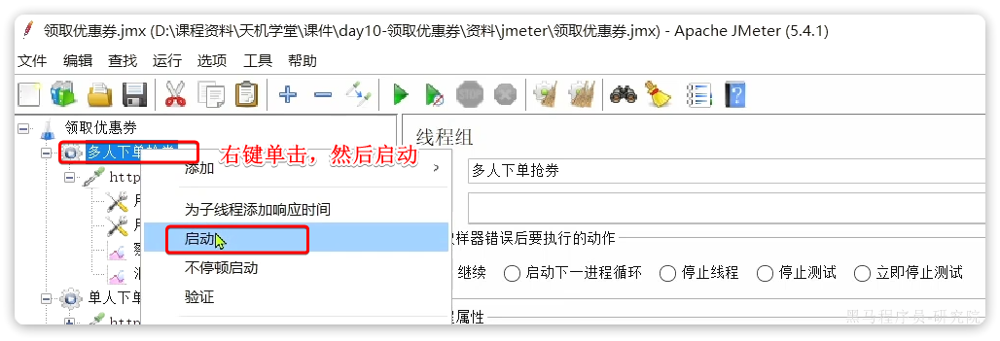 领取优惠券.jmx (D:\课程资料\天机学堂\课件\day10-领取优惠券\资料\jmeter\领取优惠券.jmx) - Apache JMeter (5.4.1)
文件 编辑 查找 运行 选项 工具 帮助
领取优惠券
线程组
多人下单抢券
右键单击，然后启动
http
添加
多人下单抢券
为子线程添加响应时间
启动
样器错误后要执行的动作
继续 启动下一进程循环 停止线程 停止测试 立即停止测试
不停顿启动
单人下单
验证
程属性
http
黑马程序员-研究院